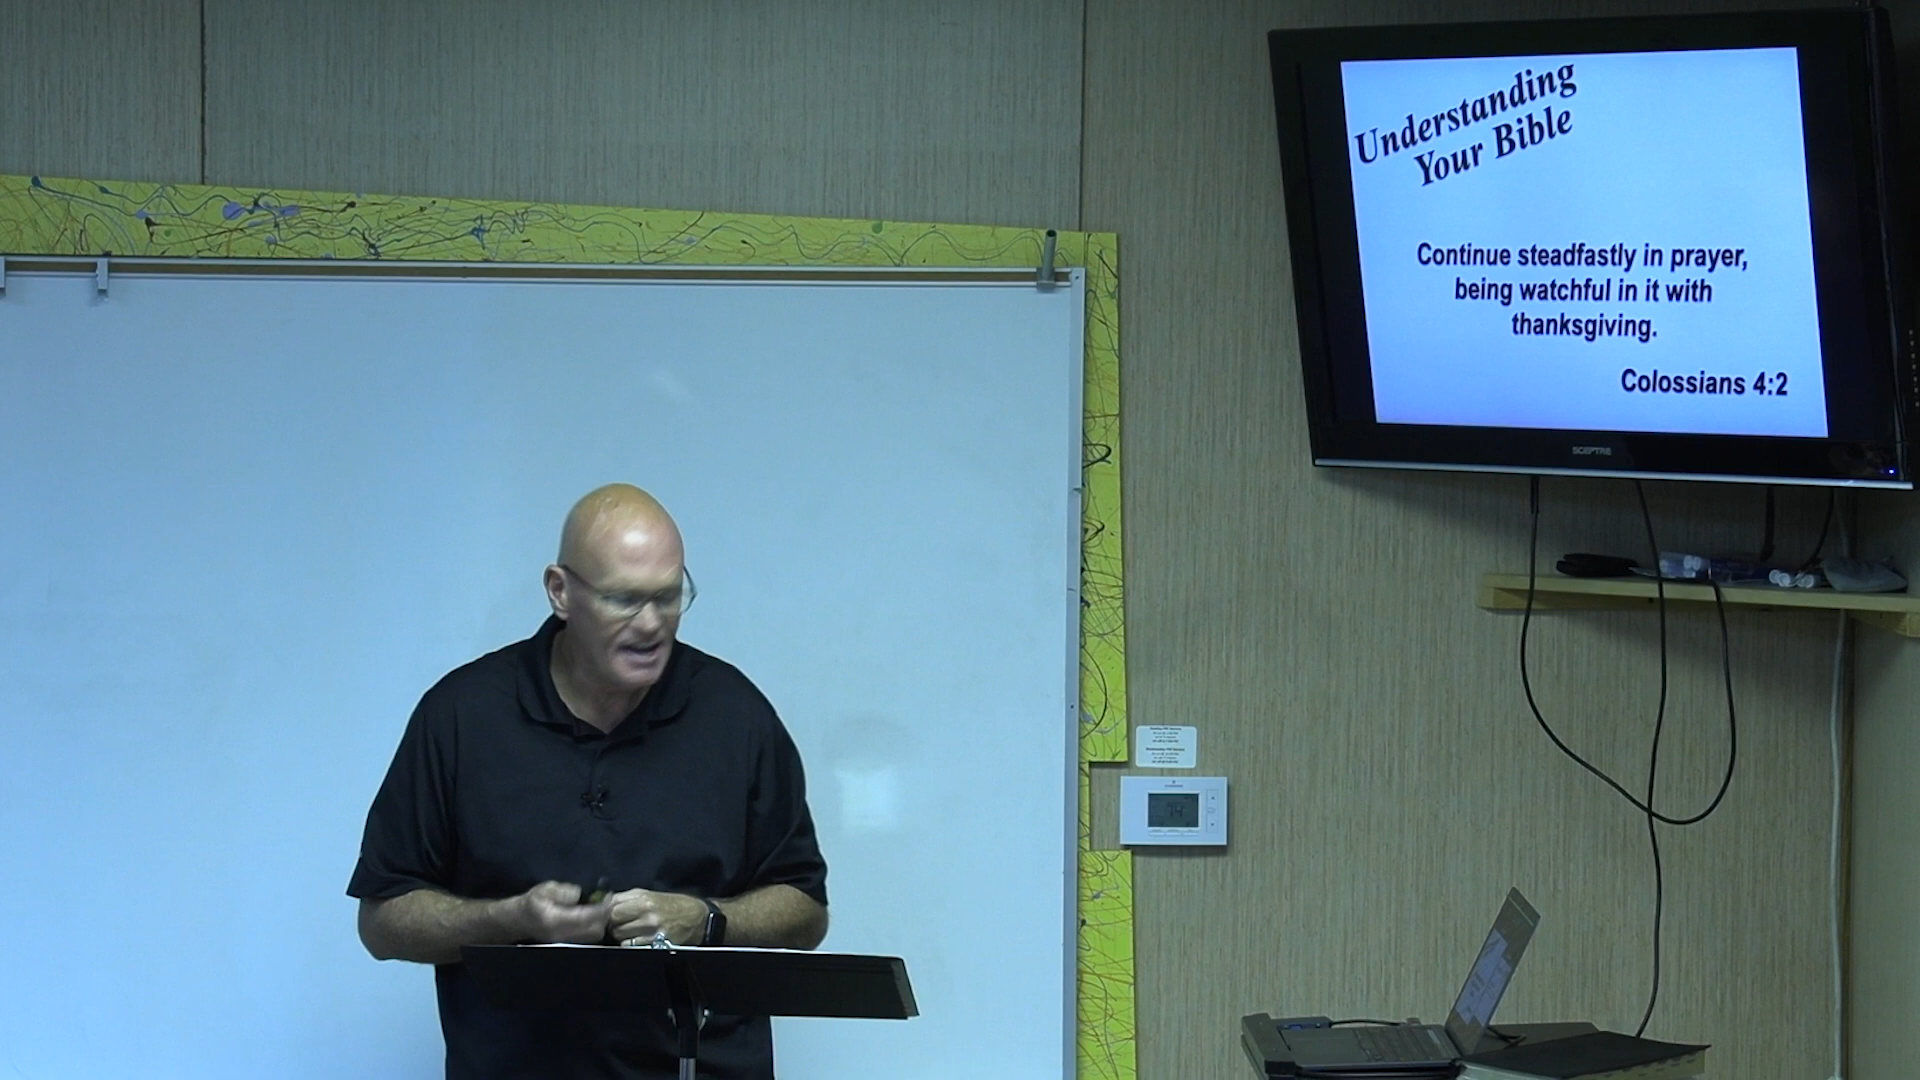 Understanding
Your Bible
Continue steadfastly in prayer,
being watchful in it with
thanksgiving.
Colossians 4:2
SCEPTRE